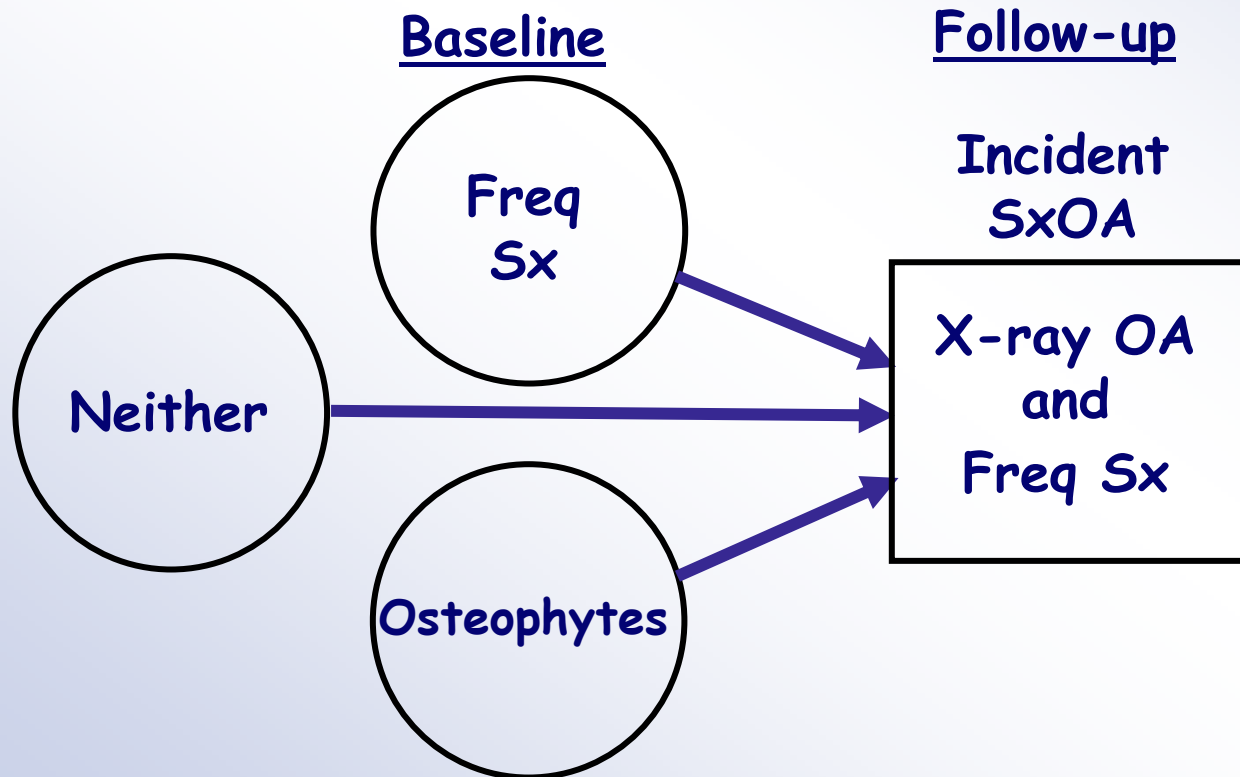 Baseline
Follow-up
Freq
Sx
Incident
SxOA
Neither
X-ray OA
and
Freq Sx
Osteophytes